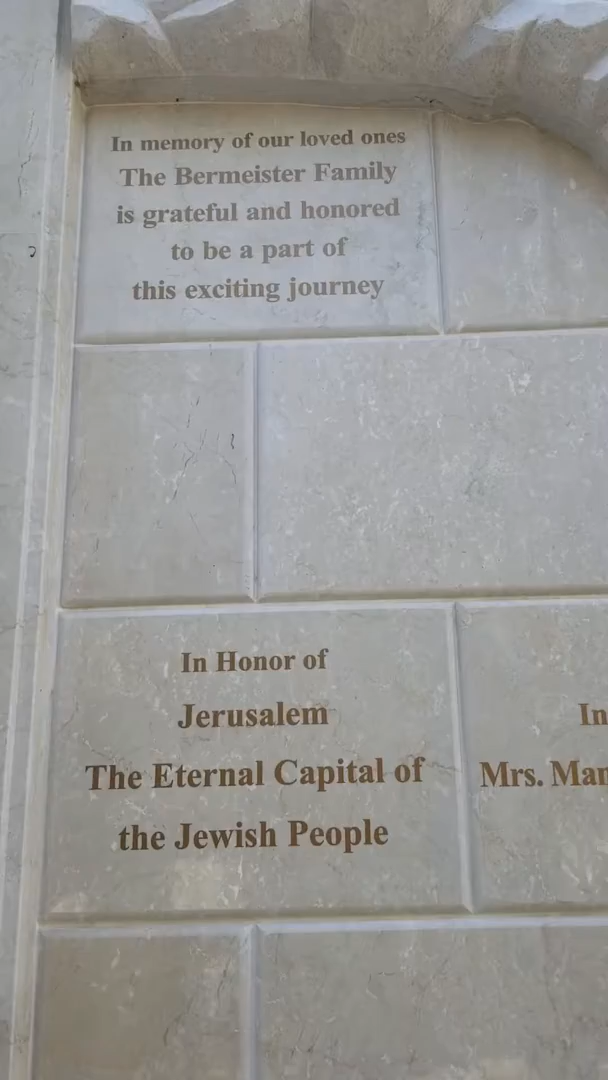 In memory of our loved ones
The Bermeister Family
is grateful and honored
to be a part of
this exciting journey
In Honor of
Jerusalem
The Eternal Capital of
the Jewish People
In
Mrs.